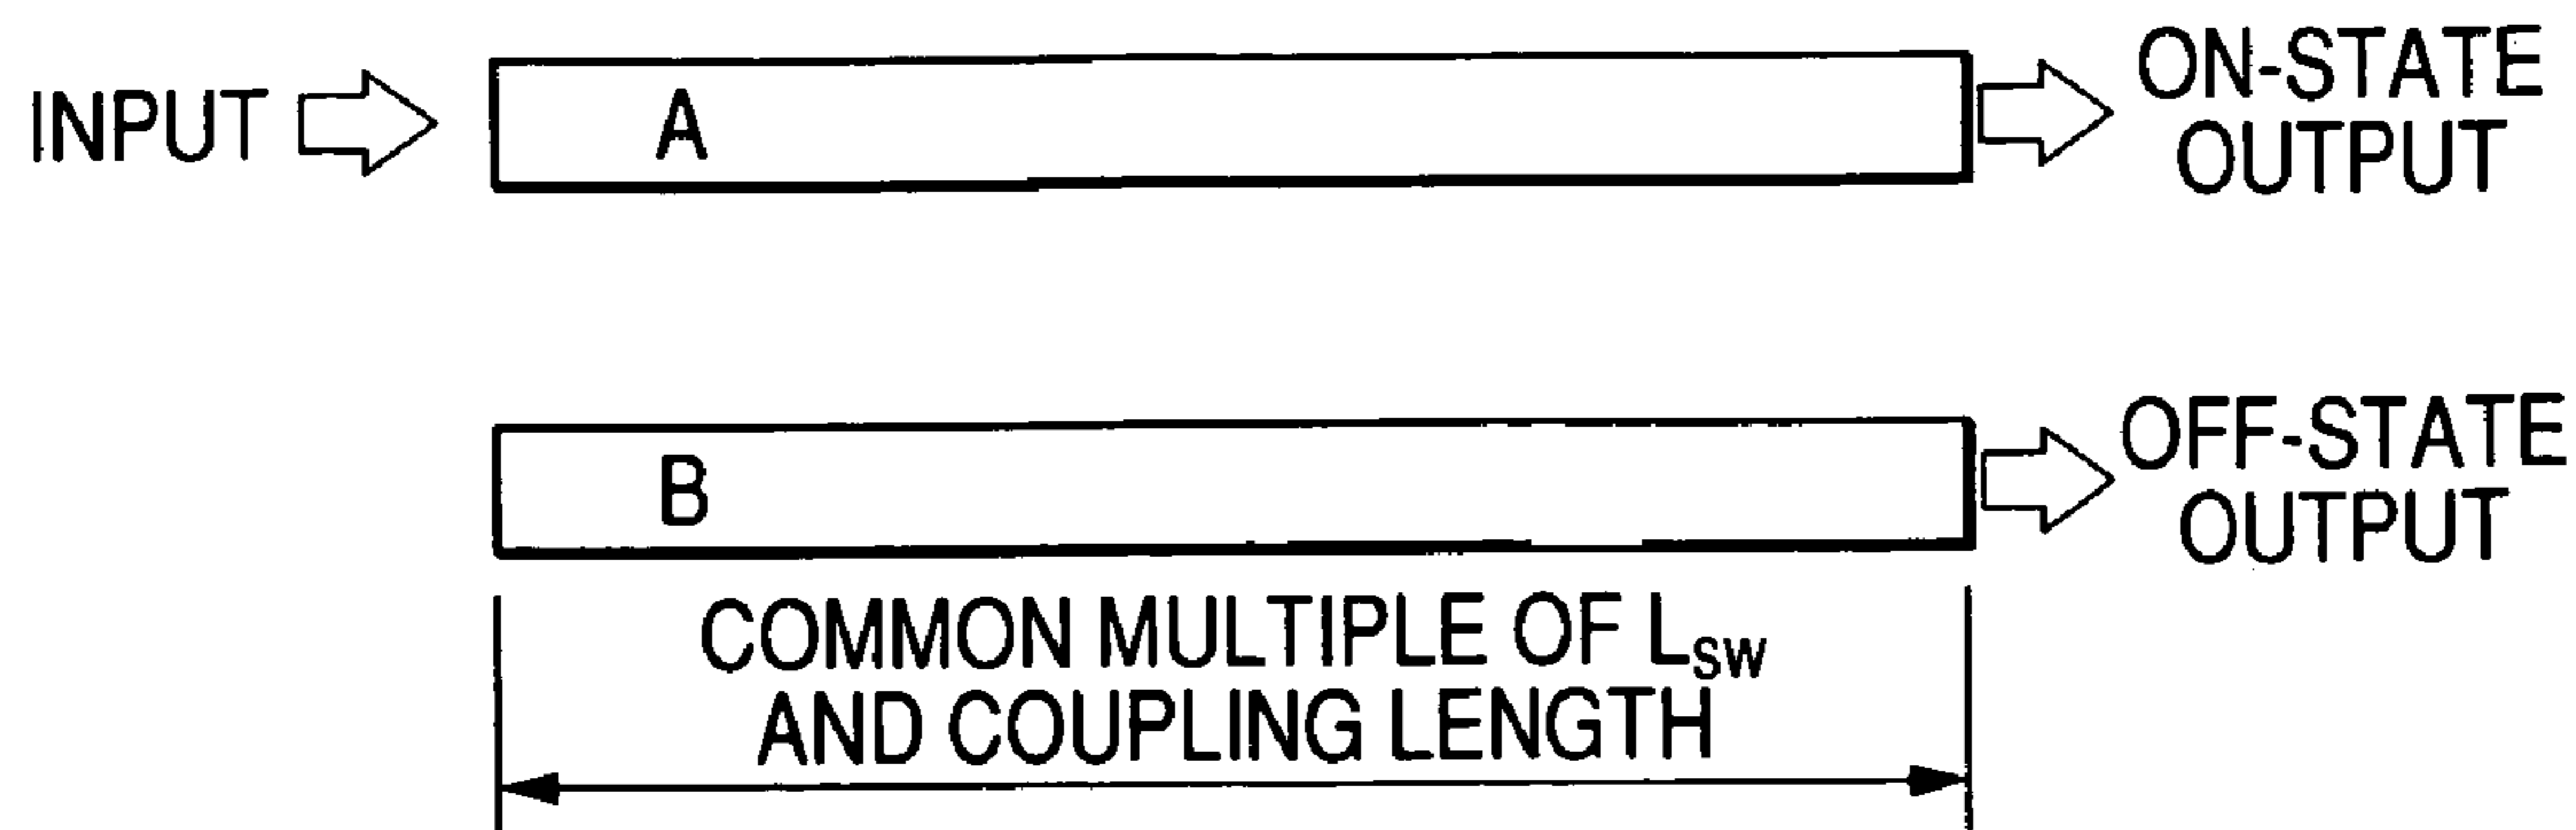 INPUT
A
ON-STATE
OUTPUT
B
OFF-STATE
OUTPUT
COMMON MULTIPLE OF LSW
AND COUPLING LENGTH